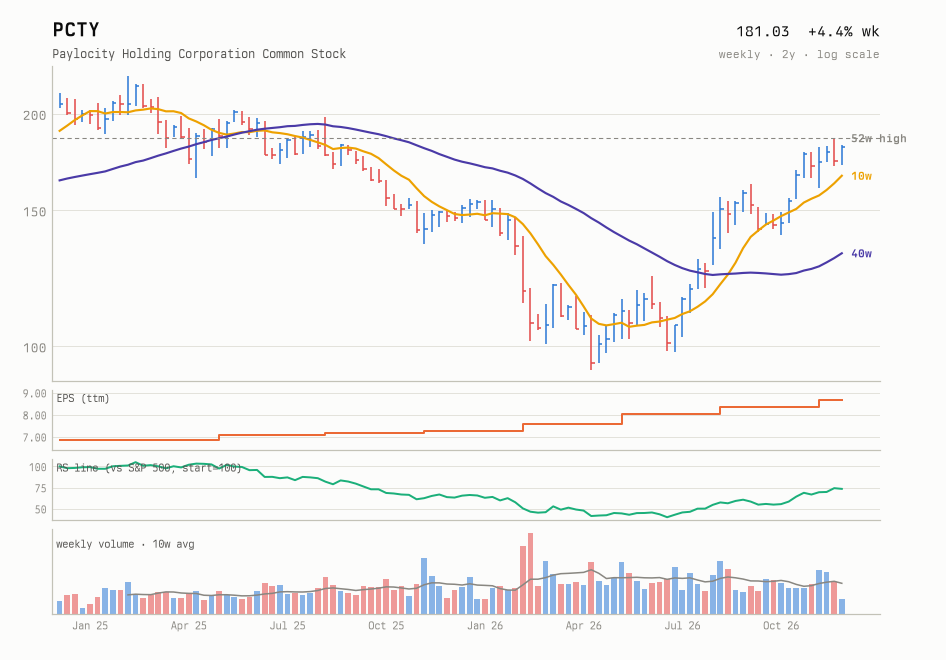 PCTY
181.03 +4.4% wk
Paylocity Holding Corporation Common Stock
weekly · 2y · log scale
200
52w high
10w
150
40w
100
9.00
EPS (ttm)
8.00
7.00
100
RS line (vs S&P 500, start=100)
75
50
weekly volume · 10w avg
Jan 25 Apr 25 Jul 25 Oct 25 Jan 26 Apr 26 Jul 26 Oct 26